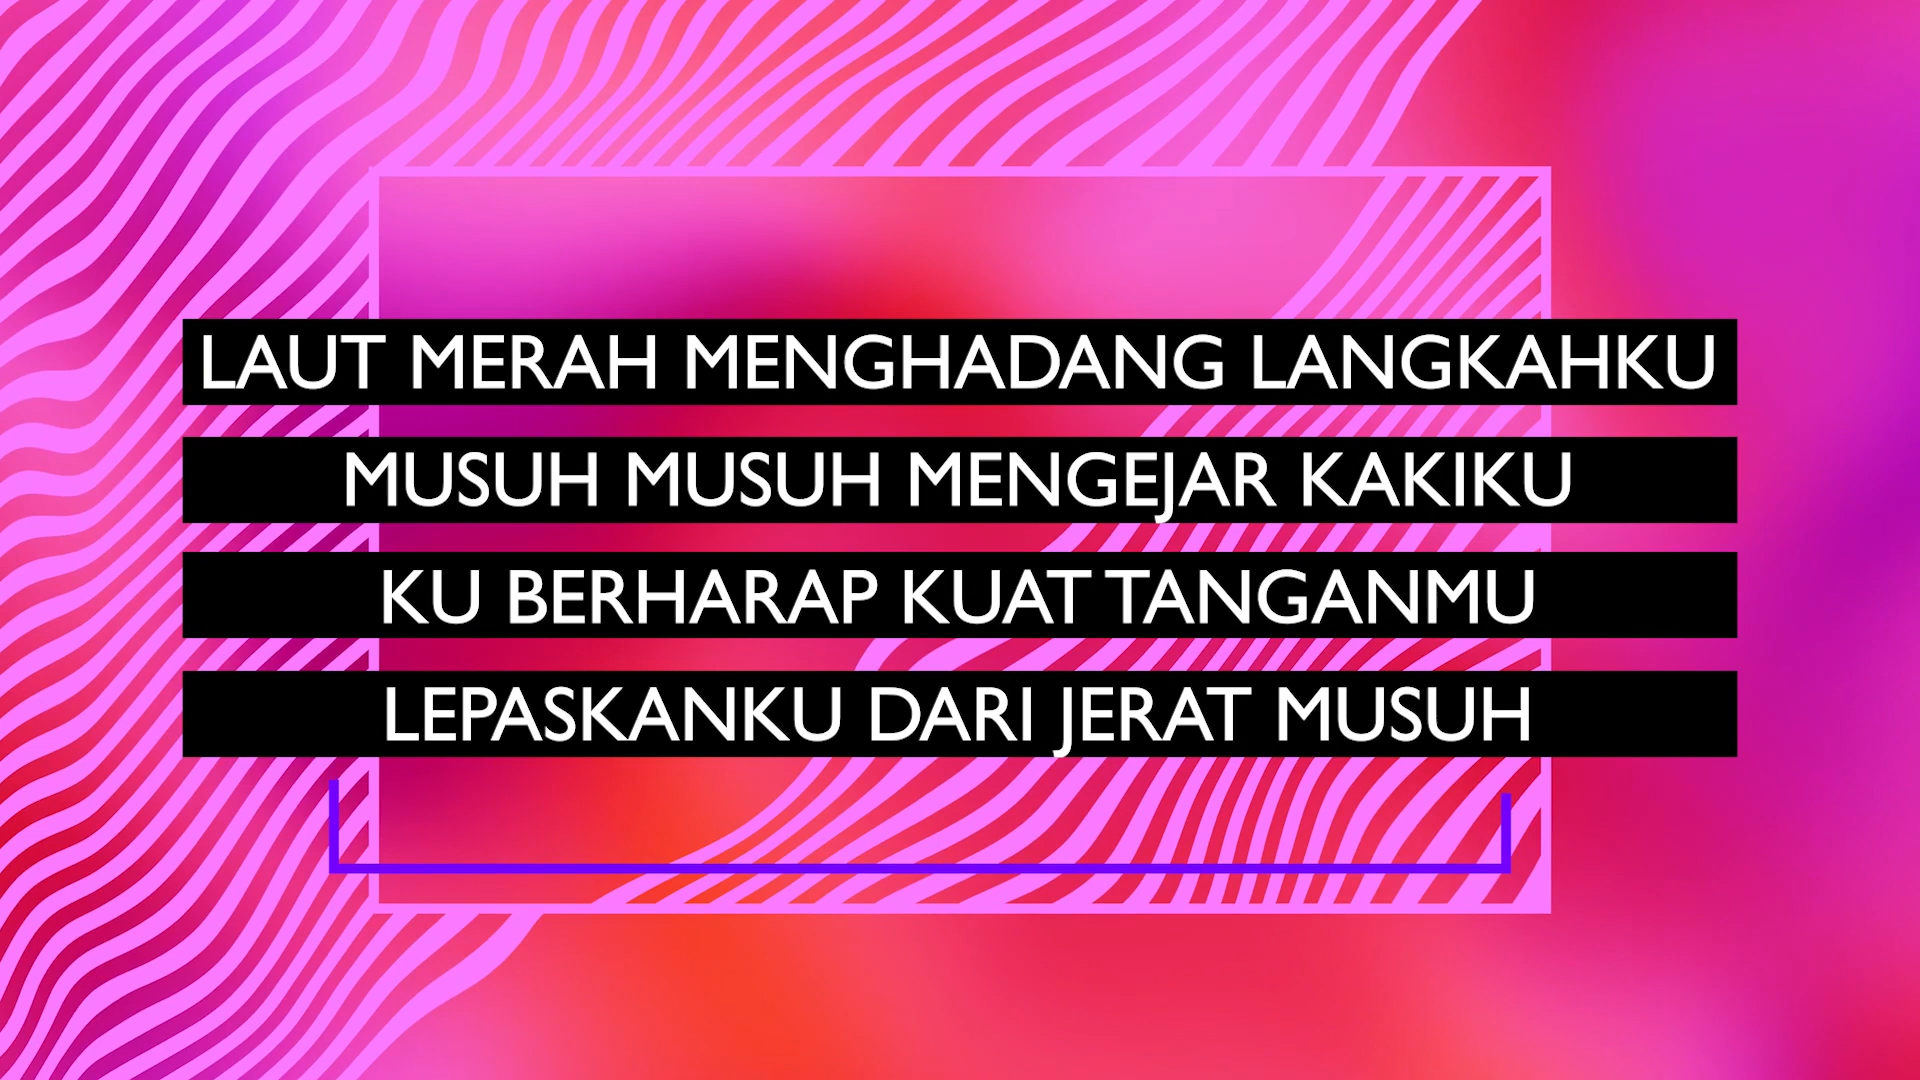 LAUT MERAH MENGHADANG LANGKAHKU
MUSUH MUSUH MENGEJAR KAKIKU
KU BERHARAP KUAT TANGANMU
LEPASKANKU DARI JERAT MUSUH